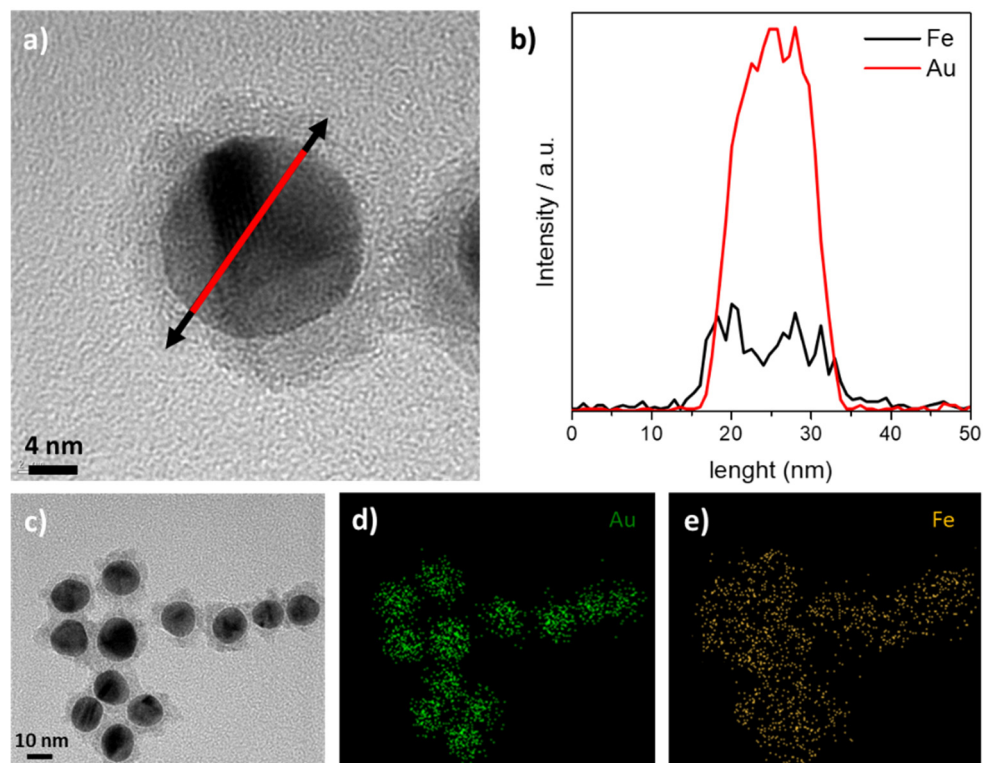 a)
4 nm
b)
Fe
Au
Intensity / a.u.
0 10 20 30 40 50
lenght (nm)
c)
10 nm
d)
Au
e)
Fe